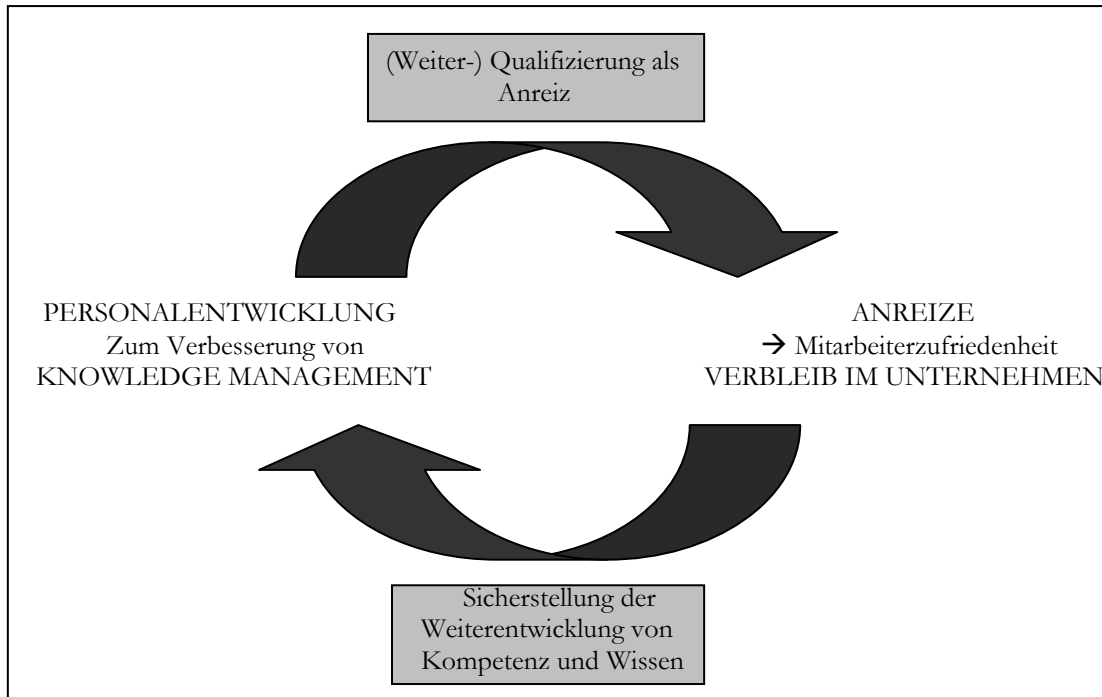 (Weiter-) Qualifizierung als
Anreiz
PERSONALENTWICKLUNG
Zum Verbesserung von
KNOWLEDGE MANAGEMENT
ANREIZE
→ Mitarbeiterzufriedenheit
VERBLEIB IM UNTERNEHMEN
Sicherstellung der
Weiterentwicklung von
Kompetenz und Wissen